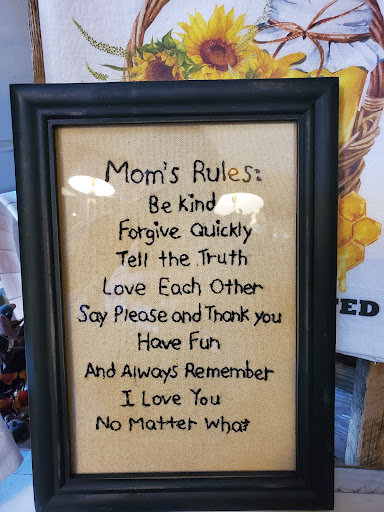 Mom's Rules:
Be kind
Forgive Quickly
Tell the Truth
Love Each Other
Say Please and Thank you
Have Fun
And Always Remember
I Love You
No Matter What